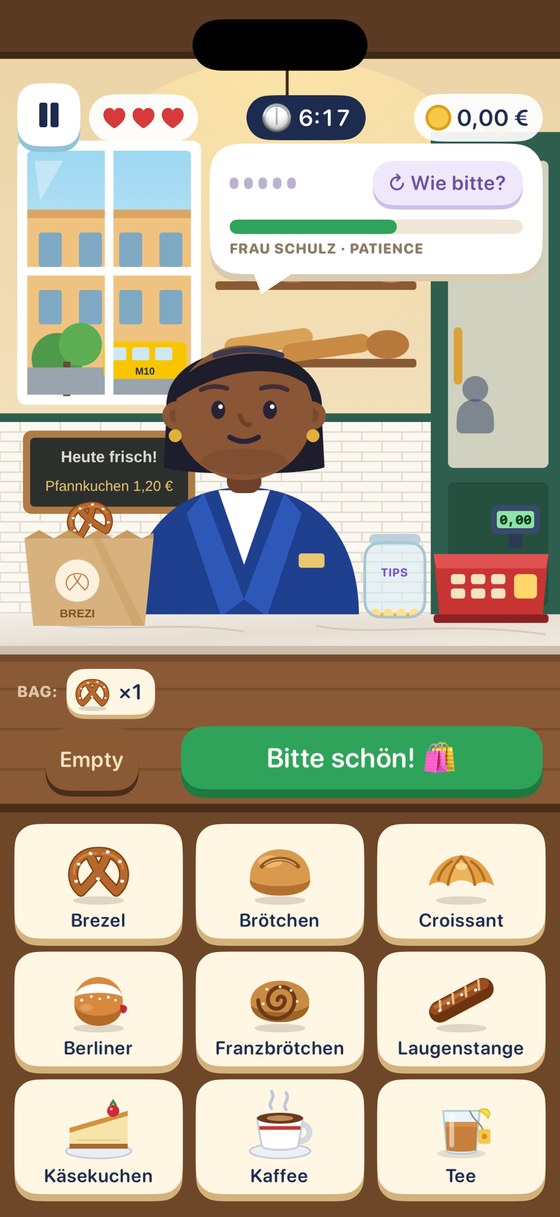 6:17
0,00 €
Wie bitte?
FRAU SCHULZ · PATIENCE
M10
Heute frisch!
Pfannkuchen 1,20 €
0,00
TIPS
BREZI
BAG:
×1
Empty
Bitte schön!
Brezel
Brötchen
Croissant
Berliner
Franzbrötchen
Laugenstange
Käsekuchen
Kaffee
Tee